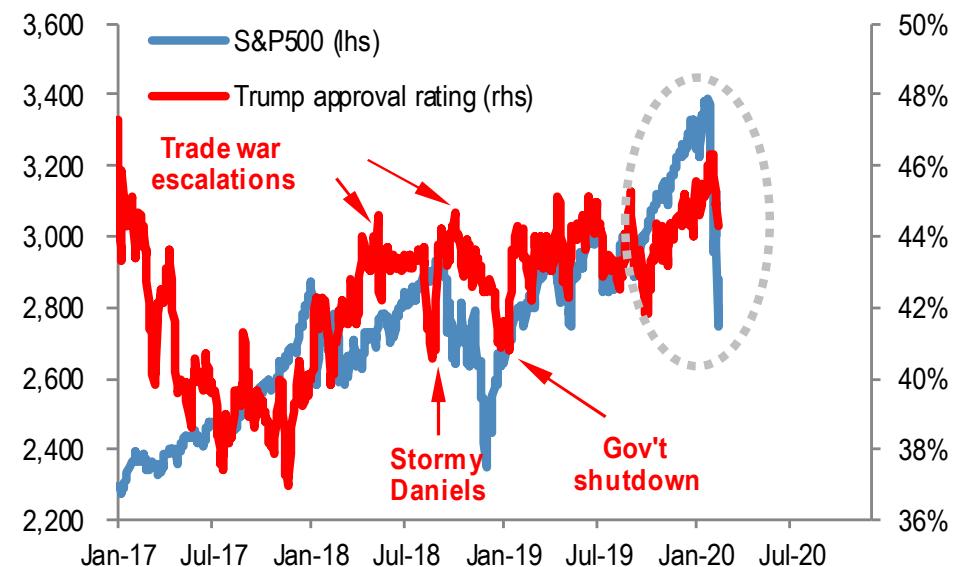 3,600
3,400
3,200
3,000
2,800
2,600
2,400
2,200
S&P500 (lhs)
Trump approval rating (rhs)
Trade war
escalations
Stormy
Daniels
Gov't
shutdown
50%
48%
46%
44%
42%
40%
38%
36%
Jan-17 Jul-17 Jan-18 Jul-18 Jan-19 Jul-19 Jan-20 Jul-20